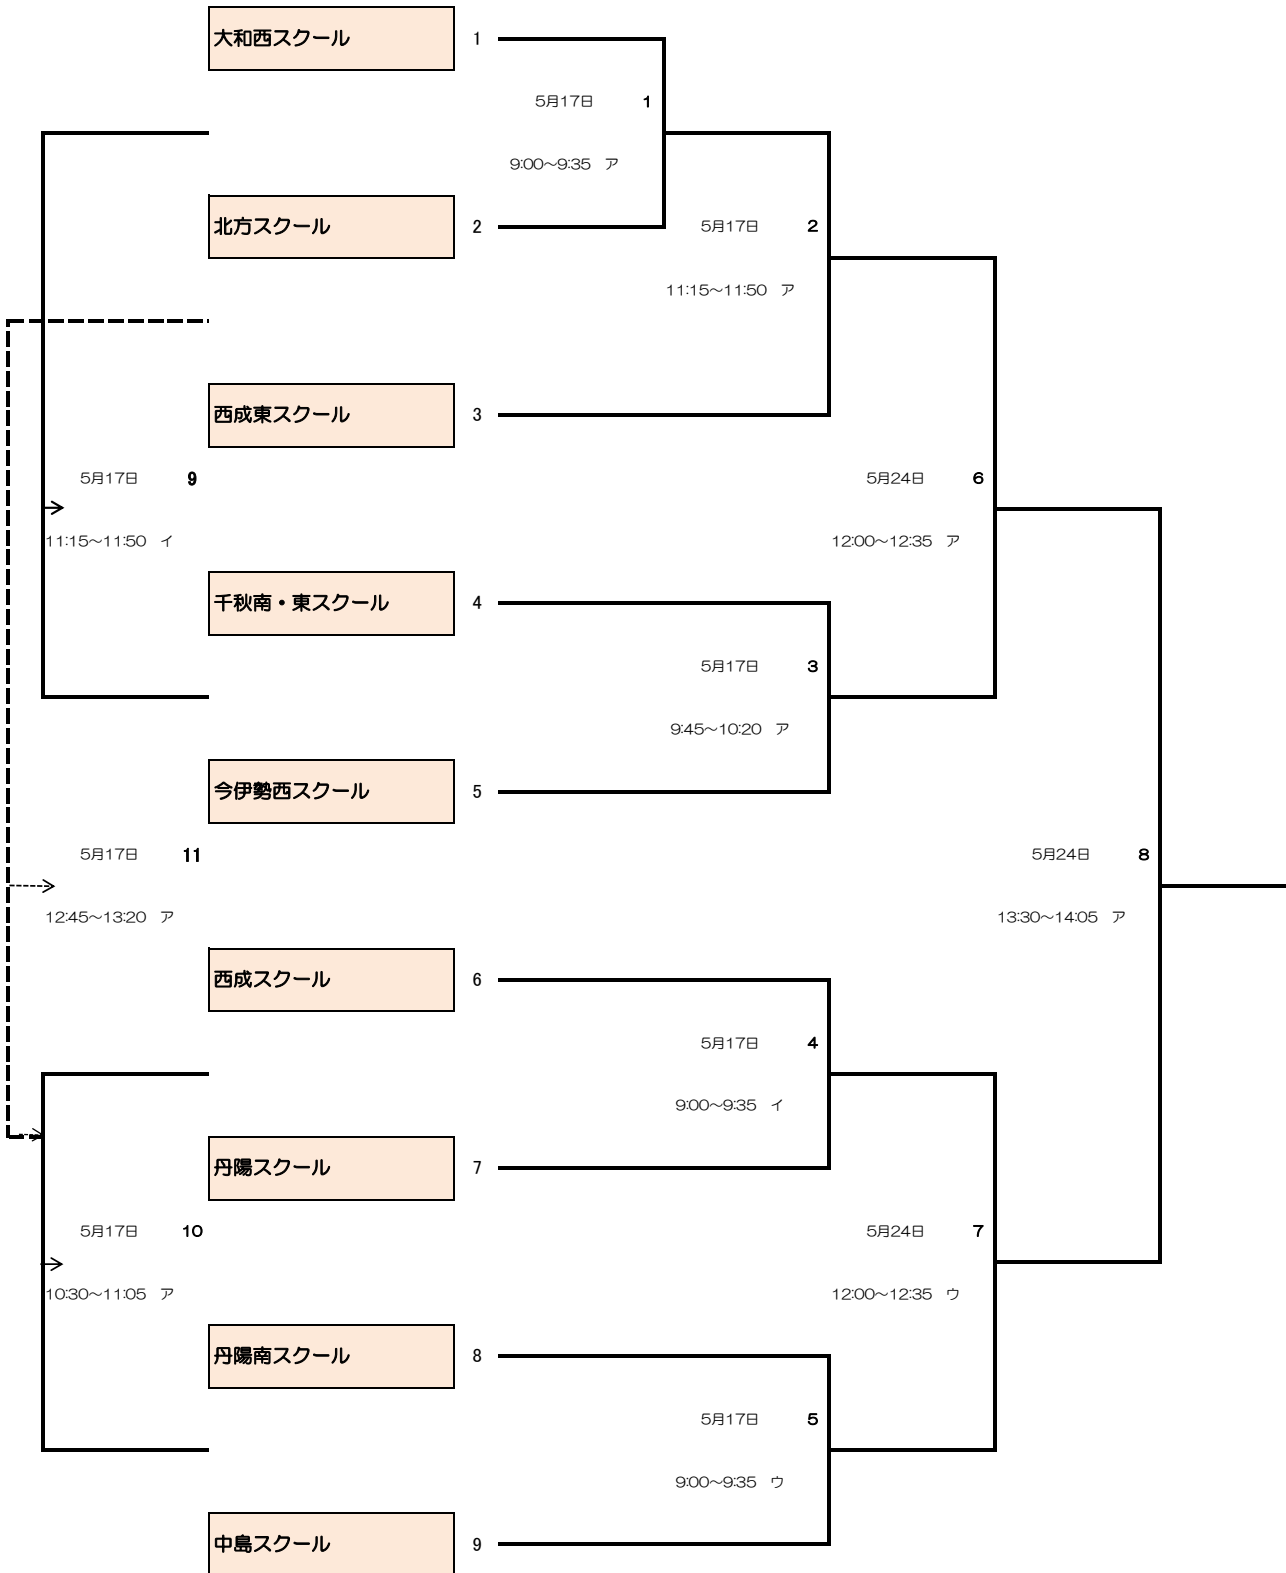 大和西スクール 1
5月17日 1
9:00～9:35 ア
北方スクール 2
5月17日 2
11:15～11:50 ア
西成東スクール 3
5月17日 9
5月24日 6
11:15～11:50 イ
12:00～12:35 ア
千秋南・東スクール 4
5月17日 3
9:45～10:20 ア
今伊勢西スクール 5
5月17日 11
5月24日 8
12:45～13:20 ア
13:30～14:05 ア
西成スクール 6
5月17日 4
9:00～9:35 イ
丹陽スクール 7
5月17日 10
5月24日 7
10:30～11:05 ア
12:00～12:35 ウ
丹陽南スクール 8
5月17日 5
9:00～9:35 ウ
中島スクール 9